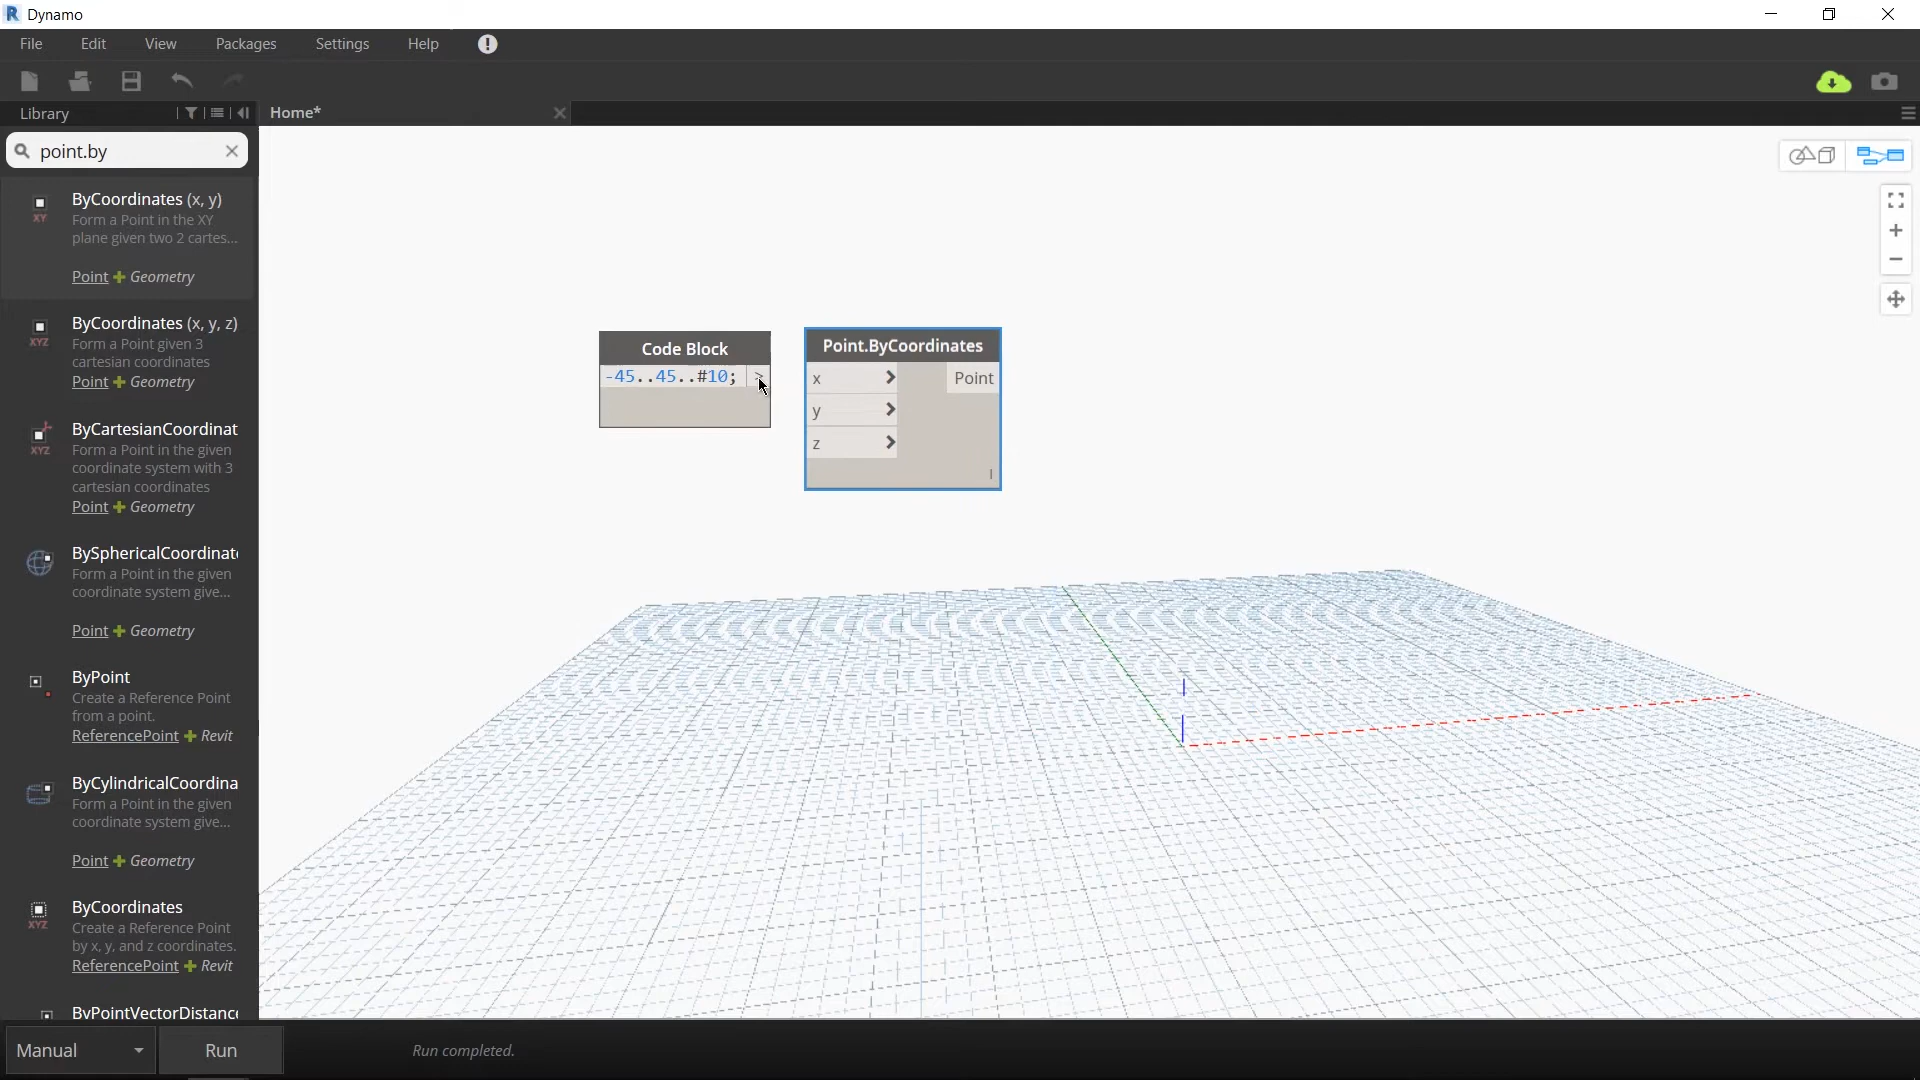 Dynamo
File Edit View Packages Settings Help
Library
Home*
point.by
ByCoordinates (x, y)
Form a Point in the XY
plane given two 2 cartes...
Point Geometry
ByCoordinates (x, y, z)
Form a Point given 3
cartesian coordinates
Point Geometry
ByCartesianCoordinat
Form a Point in the given
coordinate system with 3
cartesian coordinates
Point Geometry
BySphericalCoordinat
Form a Point in the given
coordinate system give...
Point Geometry
ByPoint
Create a Reference Point
from a point.
ReferencePoint Revit
ByCylindricalCoordina
Form a Point in the given
coordinate system give...
Point Geometry
ByCoordinates
Create a Reference Point
by x, y, and z coordinates.
ReferencePoint Revit
ByPointVectorDistanc
XY
XYZ
XYZ
XYZ
Code Block
-45..45..#10; >
Point.ByCoordinates
x Point
y
z
Manual Run Run completed.